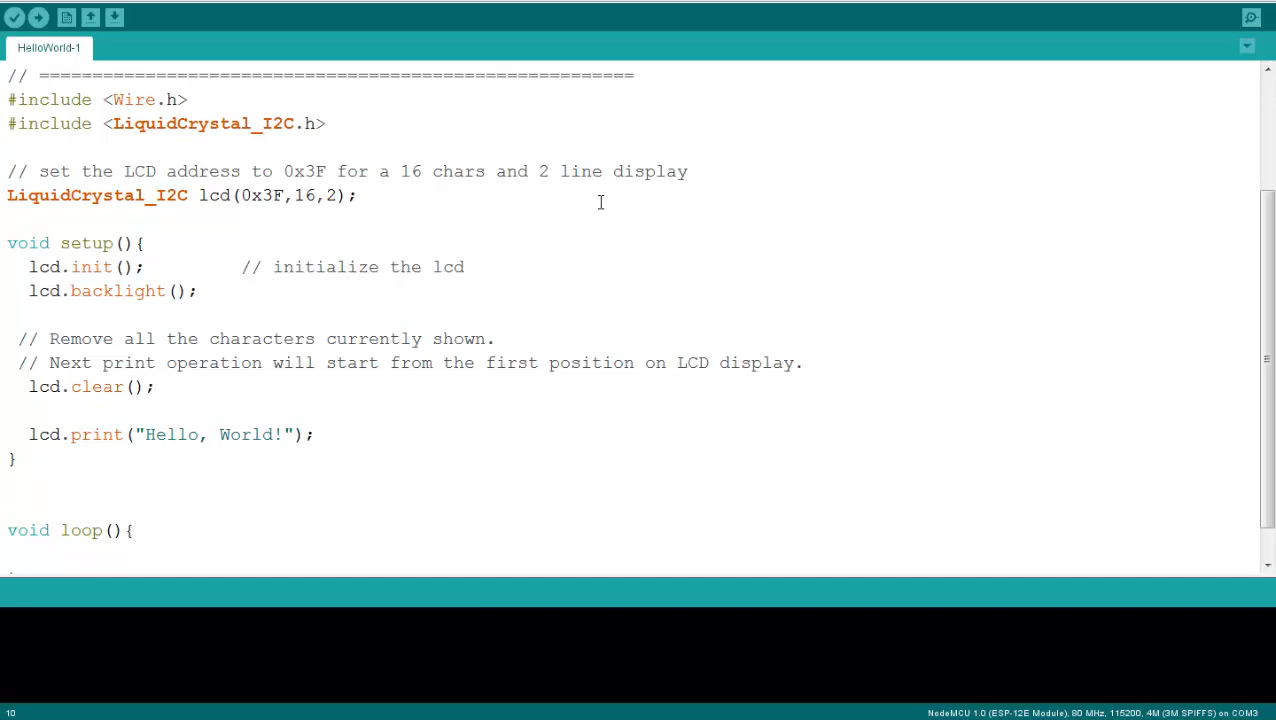 HelloWorld-1
// ========================================================
#include <Wire.h>
#include <LiquidCrystal_I2C.h>
// set the LCD address to 0x3F for a 16 chars and 2 line display
LiquidCrystal_I2C lcd(0x3F,16,2);
void setup(){
lcd.init(); // initialize the lcd
lcd.backlight();
// Remove all the characters currently shown.
// Next print operation will start from the first position on LCD display.
lcd.clear();
lcd.print("Hello, World!");
}
void loop(){
10
NodeMCU 1.0 (ESP-12E Module), 80 MHz, 115200, 4M (3M SPIFFS) on COM3